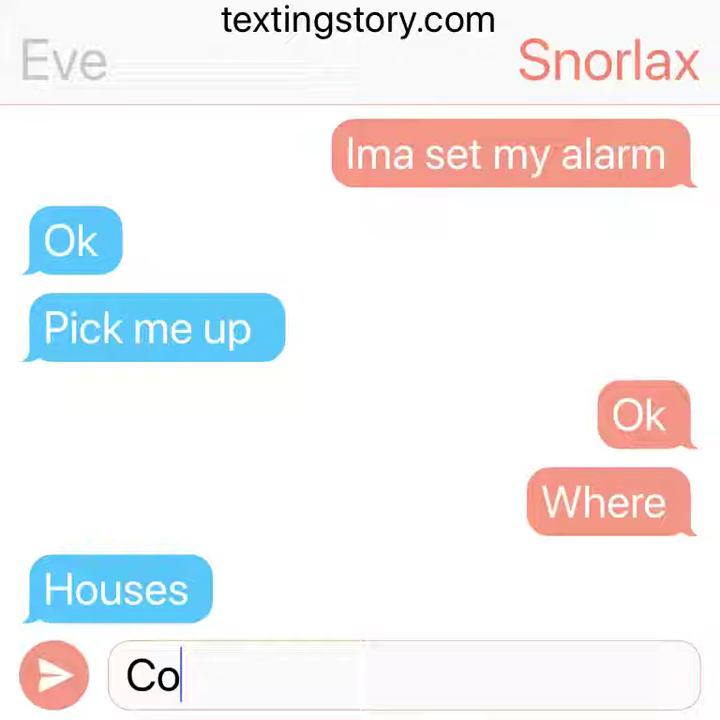 textingstory.com
Eve Snorlax
Ima set my alarm
Ok
Pick me up
Ok
Where
Houses
Co